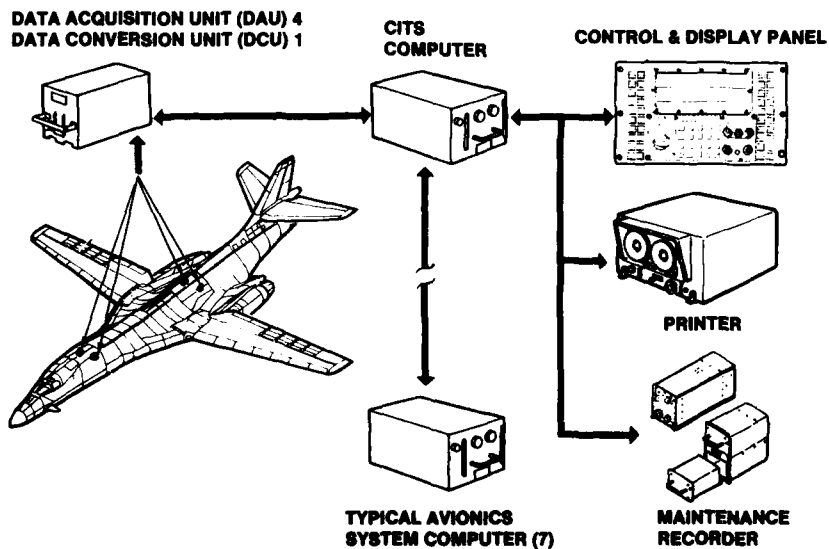 DATA ACQUISITION UNIT (DAU) 4
DATA CONVERSION UNIT (DCU) 1
CITS
COMPUTER
CONTROL & DISPLAY PANEL
PRINTER
TYPICAL AVIONICS
SYSTEM COMPUTER (7)
MAINTENANCE
RECORDER